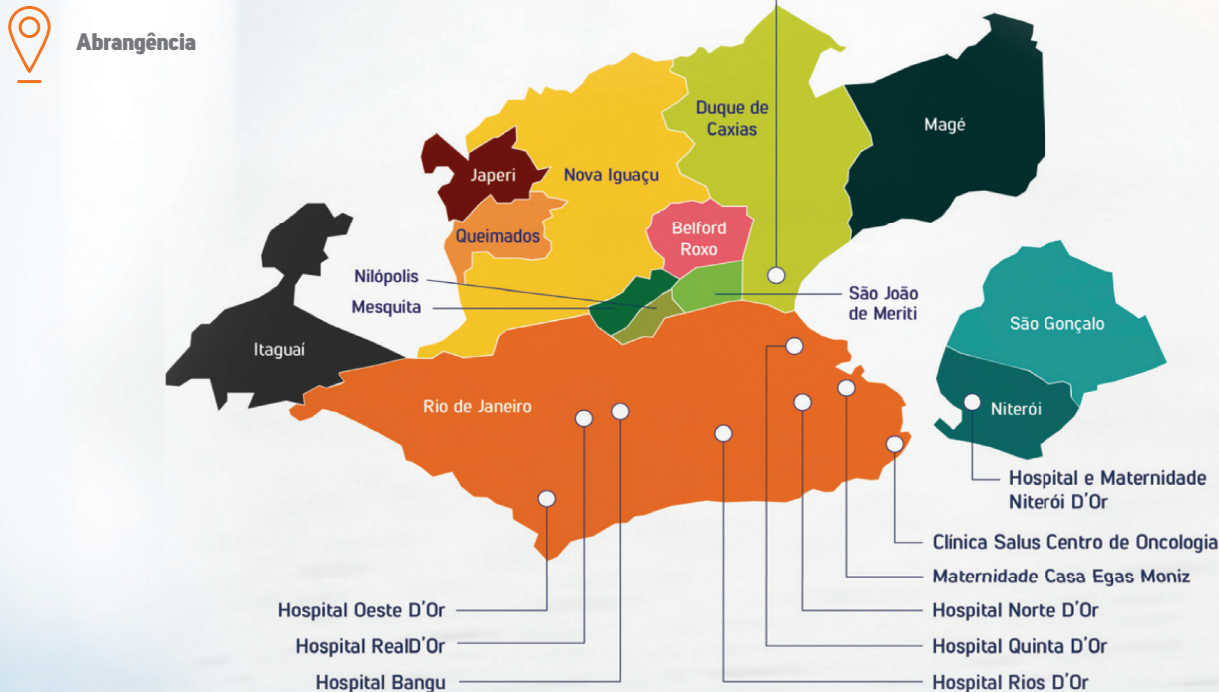 Abrangência
Duque de
Caxias
Magé
Japeri
Nova Iguaçu
Belford
Roxo
Queimados
Nilópolis
Mesquita
São João
de Meriti
São Gonçalo
Itaguaí
Rio de Janeiro
Niterói
Hospital e Maternidade
Niterói D'Or
Clínica Salus Centro de Oncologia
Maternidade Casa Egas Moniz
Hospital Oeste D'Or
Hospital Norte D'Or
Hospital RealD'Or
Hospital Quinta D'Or
Hospital Bangu
Hospital Rios D'Or